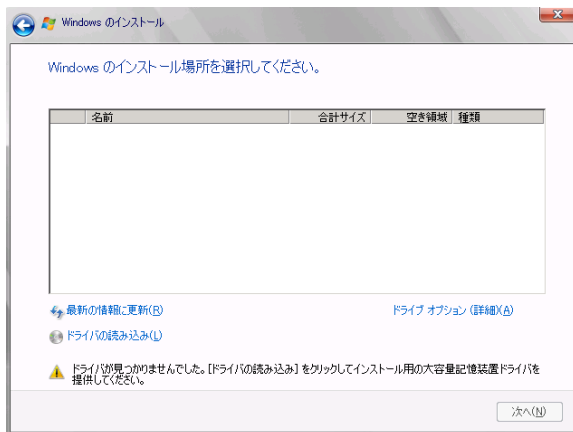 Windows のインストール
Windows のインストール場所を選択してください。
名前 合計サイズ 空き領域 種類
最新の情報に更新(R)
ドライブ オプション (詳細)(A)
ドライバの読み込み(L)
ドライバが見つかりませんでした。[ドライバの読み込み] をクリックしてインストール用の大容量記憶装置ドライバを
提供してください。
次へ(N)